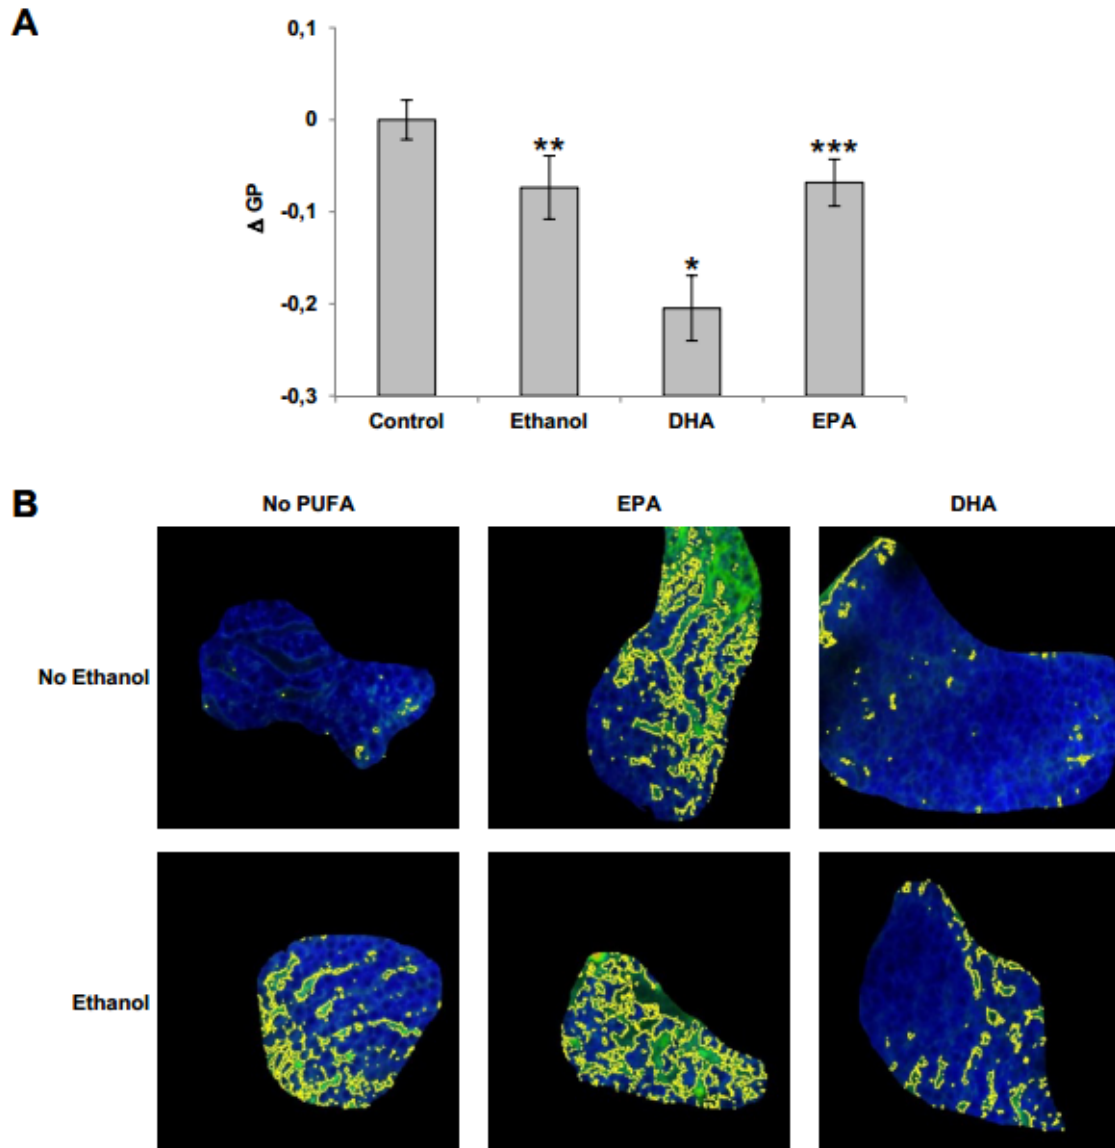 A
0,1
0
-0,1
-0,2
-0,3
Δ GP
**
*
***
Control Ethanol DHA EPA
B
No PUFA EPA DHA
No Ethanol
Ethanol